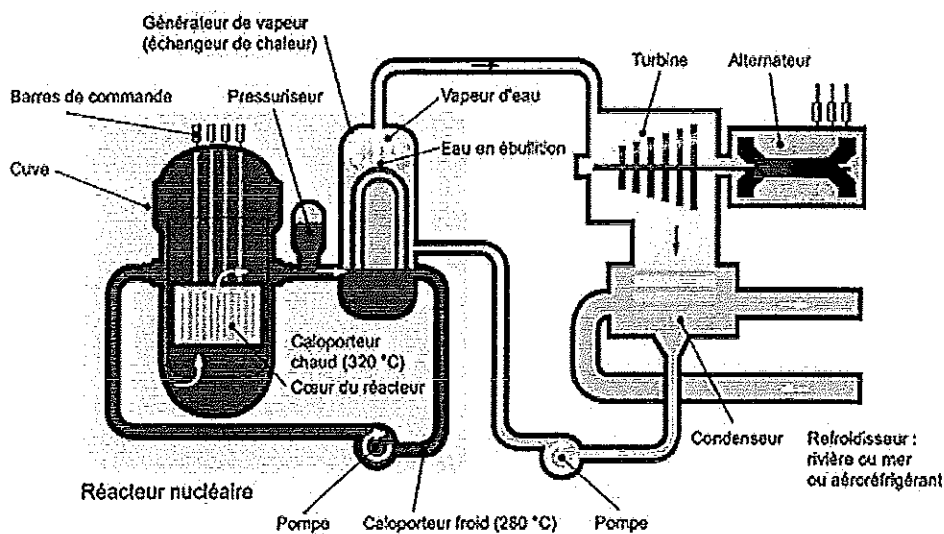 Générateur de vapeur
(échangeur de chaleur)
Barres de commande
Pressuriseur
Vapeur d'eau
Turbine
Alternateur
Eau en ébullition
Cuve
Caloporteur
chaud (320 °C)
Cœur du réacteur
Condenseur
Refroidisseur :
rivière ou mer
ou aéroréfrigérant
Réacteur nucléaire
Pompe
Caloporteur froid (280 °C)
Pompe